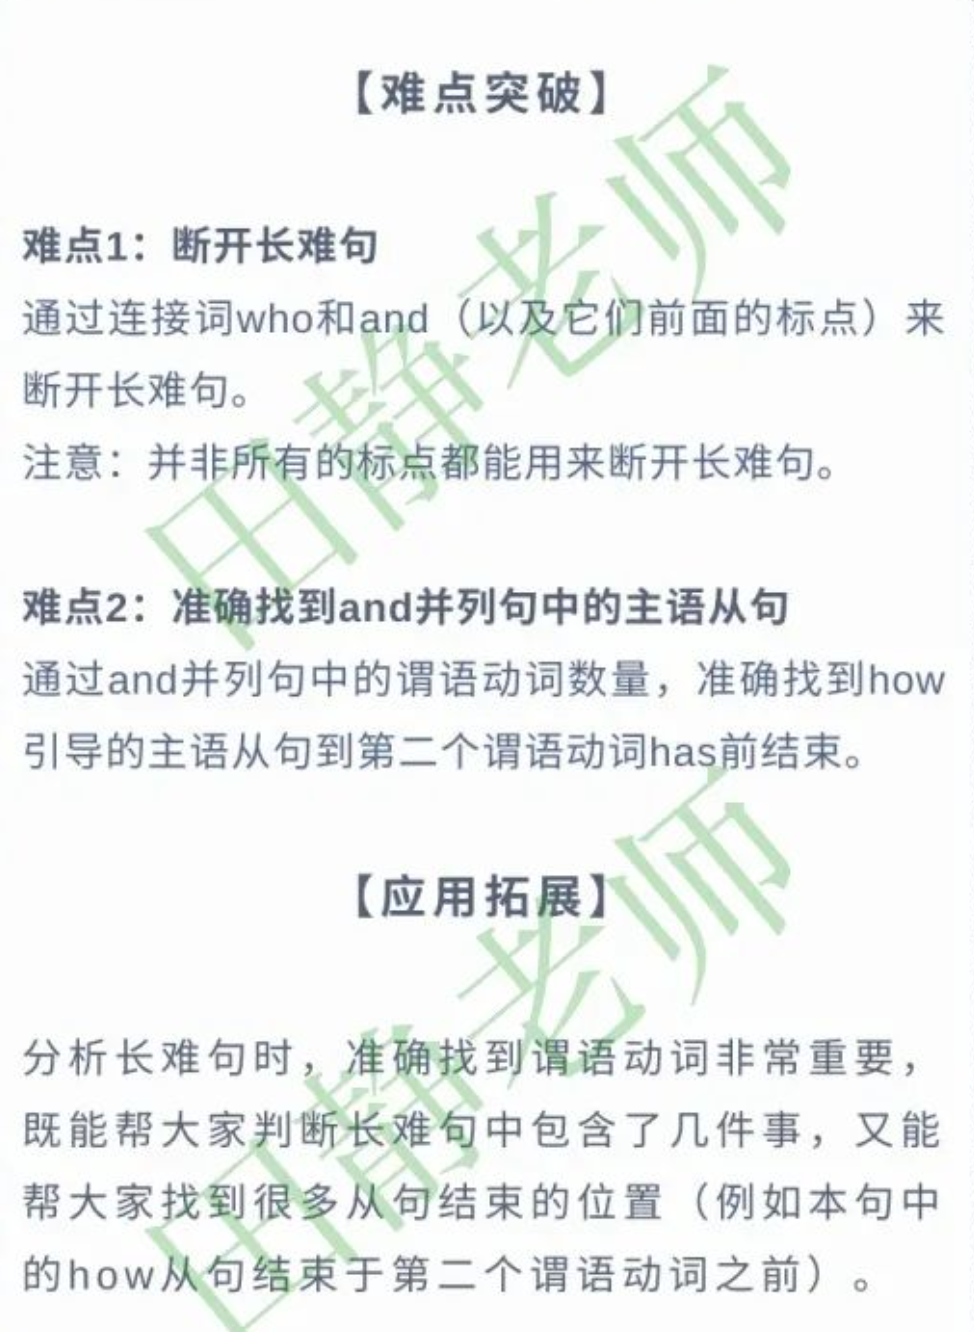 【难点突破】
难点1：断开长难句
通过连接词who和and（以及它们前面的标点）来
断开长难句。
注意：并非所有的标点都能用来断开长难句。
难点2：准确找到and并列句中的主语从句
通过and并列句中的谓语动词数量，准确找到how
引导的主语从句到第二个谓语动词has前结束。
【应用拓展】
分析长难句时，准确找到谓语动词非常重要，
既能帮大家判断长难句中包含了几件事，又能
帮大家找到很多从句结束的位置（例如本句中
的how从句结束于第二个谓语动词之前）。
田静老师
田静老师